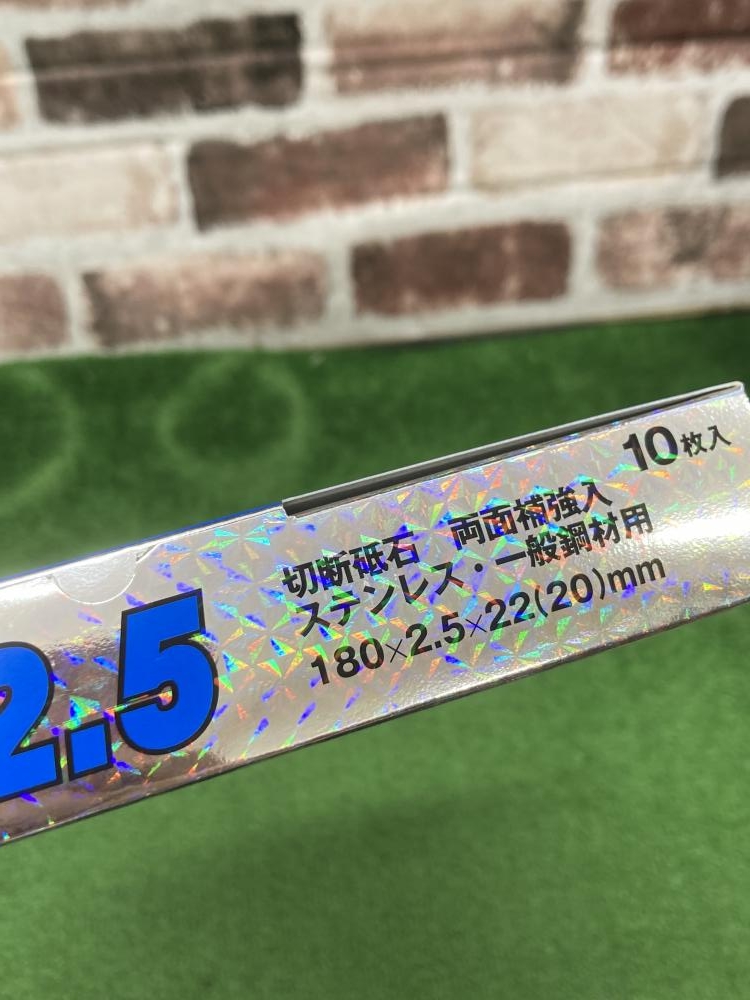 10枚入
切断砥石 両面補強入
ステンレス・一般鋼材用
180×2.5×22(20)mm
2.5